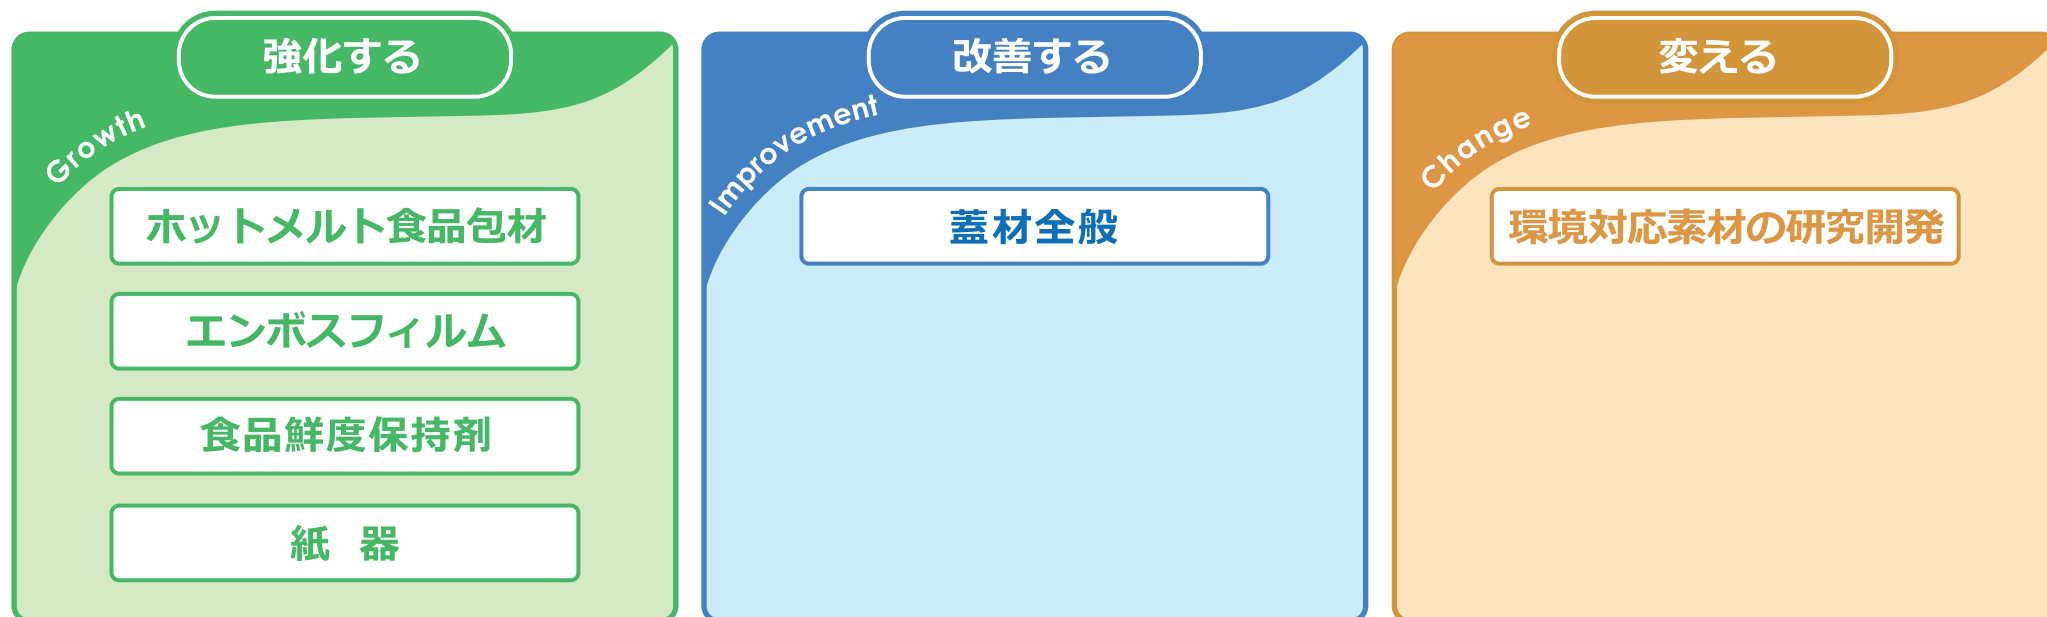 強化する
Growth
ホットメルト食品包材
エンボスフィルム
食品鮮度保持剤
紙 器
改善する
Improvement
蓋材全般
変える
Change
環境対応素材の研究開発